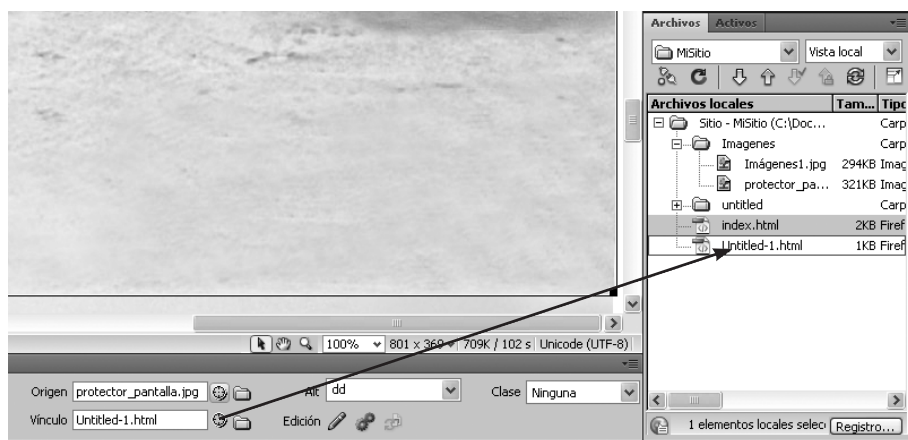 Archivos Activos
MiSitio Vista local
Archivos locales Tam... Tipo
Sitio - MiSitio (C:\Doc... Carp
Imagenes Carp
Imágenes1.jpg 294KB Imag
protector_pa... 321KB Imag
untitled Carp
index.html 2KB Firef
Untitled-1.html 1KB Firef
100% 801 x 369 709K / 102 s Unicode (UTF-8)
Origen protector_pantalla.jpg Alt dd Clase Ninguna
Vínculo Untitled-1.html Edición
1 elementos locales selecc Registro...